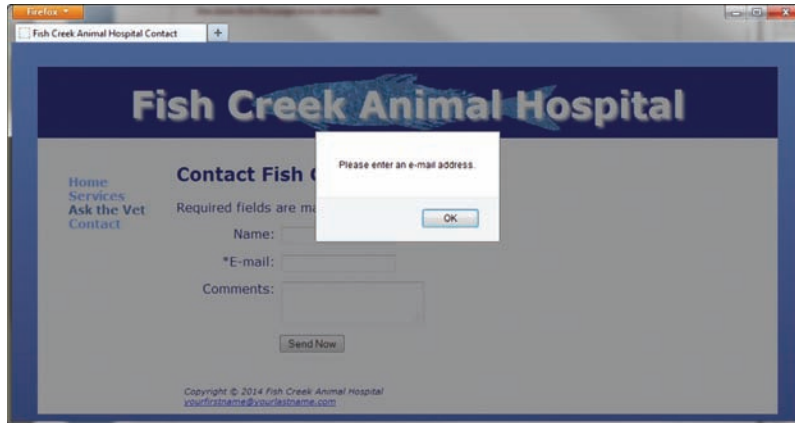 Firefox
Fish Creek Animal Hospital Contact
+
Fish Creek Animal Hospital
Please enter an e-mail address.
OK
Home
Services
Ask the Vet
Contact
Contact Fish
Required fields are
Name:
*E-mail:
Comments:
Send Now
Copyright © 2014 Fish Creek Animal Hospital
yourfirstname@yourlastname.com